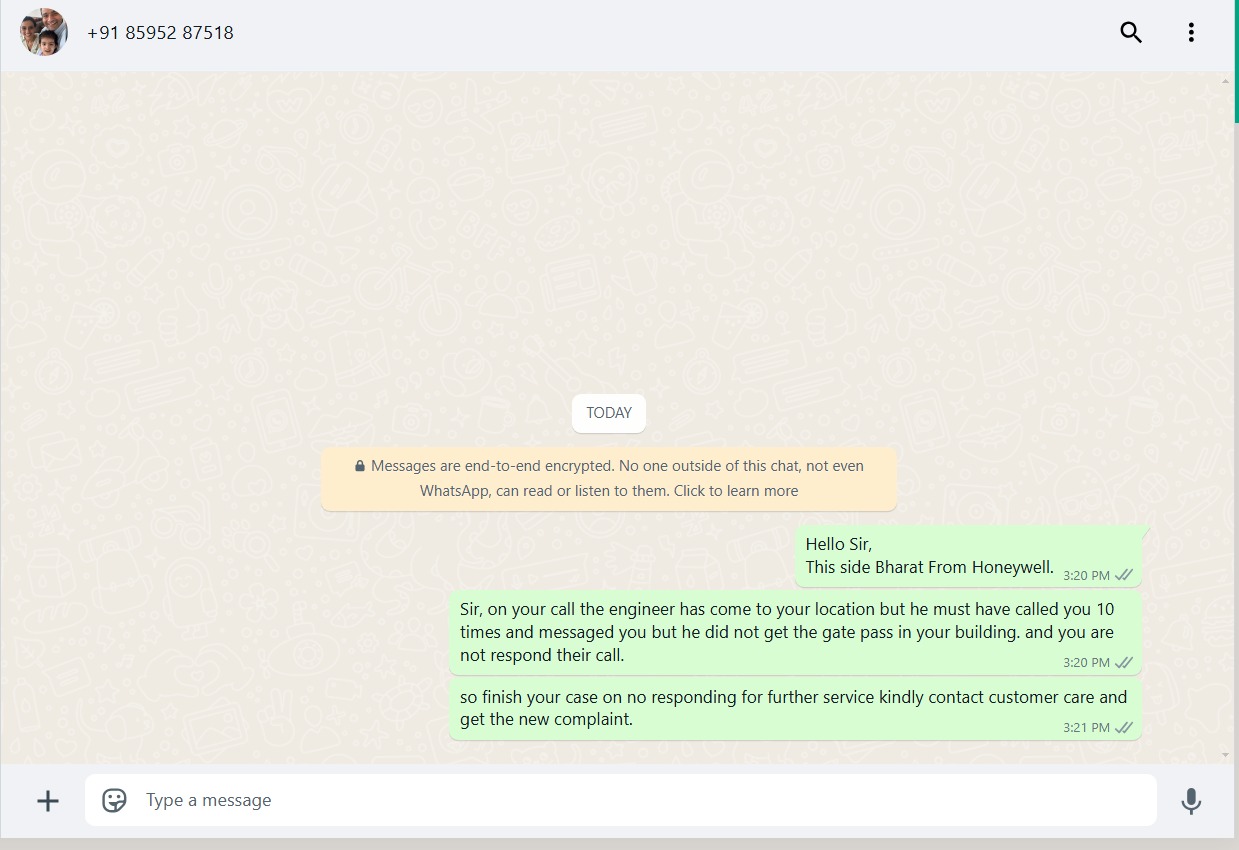 +91 85952 87518
TODAY
Messages are end-to-end encrypted. No one outside of this chat, not even
WhatsApp, can read or listen to them. Click to learn more
Hello Sir,
This side Bharat From Honeywell. 3:20 PM
Sir, on your call the engineer has come to your location but he must have called you 10
times and messaged you but he did not get the gate pass in your building. and you are
not respond their call. 3:20 PM
so finish your case on no responding for further service kindly contact customer care and
get the new complaint. 3:21 PM
Type a message